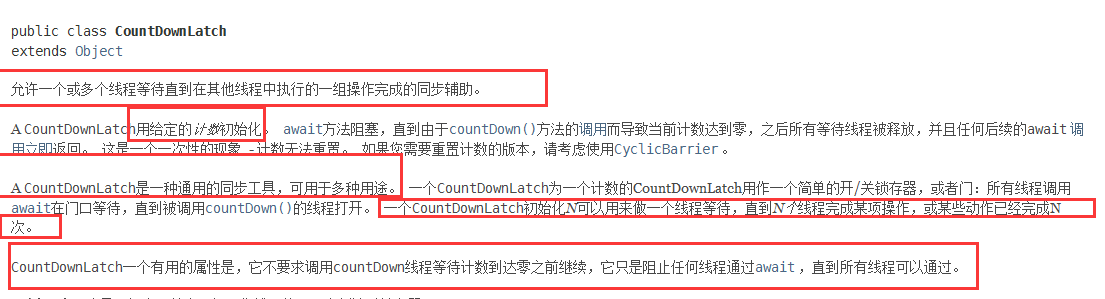 public class CountDownLatch
extends Object
允许一个或多个线程等待直到在其他线程中执行的一组操作完成的同步辅助。
A CountDownLatch用给定的计数初始化。 await方法阻塞，直到由于countDown()方法的调用而导致当前计数达到零，之后所有等待线程被释放，并且任何后续的await 调
用立即返回。 这是一个一次性的现象 - 计数无法重置。 如果您需要重置计数的版本，请考虑使用CyclicBarrier 。
A CountDownLatch是一种通用的同步工具，可用于多种用途。 一个CountDownLatch为一个计数的CountDownLatch用作一个简单的开/关锁存器，或者门：所有线程调用
await在门口等待，直到被调用countDown()的线程打开。 一个CountDownLatch初始化N可以用来做一个线程等待，直到N个线程完成某项操作，或某些动作已经完成N
次。
CountDownLatch一个有用的属性是，它不要求调用countDown线程等待计数到达零之前继续，它只是阻止任何线程通过await ，直到所有线程可以通过。